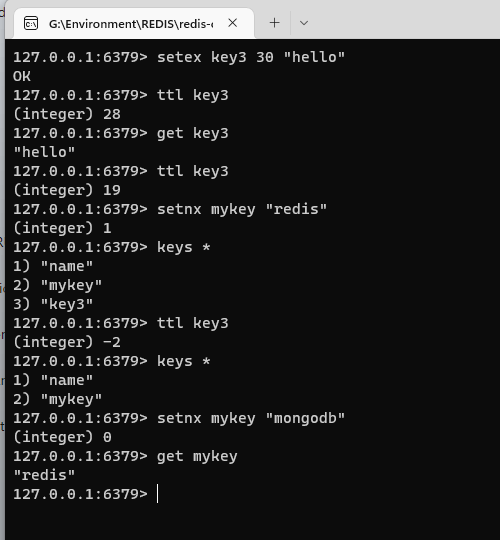 G:\Environment\REDIS\redis-c
127.0.0.1:6379> setex key3 30 "hello"
OK
127.0.0.1:6379> ttl key3
(integer) 28
127.0.0.1:6379> get key3
"hello"
127.0.0.1:6379> ttl key3
(integer) 19
127.0.0.1:6379> setnx mykey "redis"
(integer) 1
127.0.0.1:6379> keys *
1) "name"
2) "mykey"
3) "key3"
127.0.0.1:6379> ttl key3
(integer) -2
127.0.0.1:6379> keys *
1) "name"
2) "mykey"
127.0.0.1:6379> setnx mykey "mongodb"
(integer) 0
127.0.0.1:6379> get mykey
"redis"
127.0.0.1:6379>